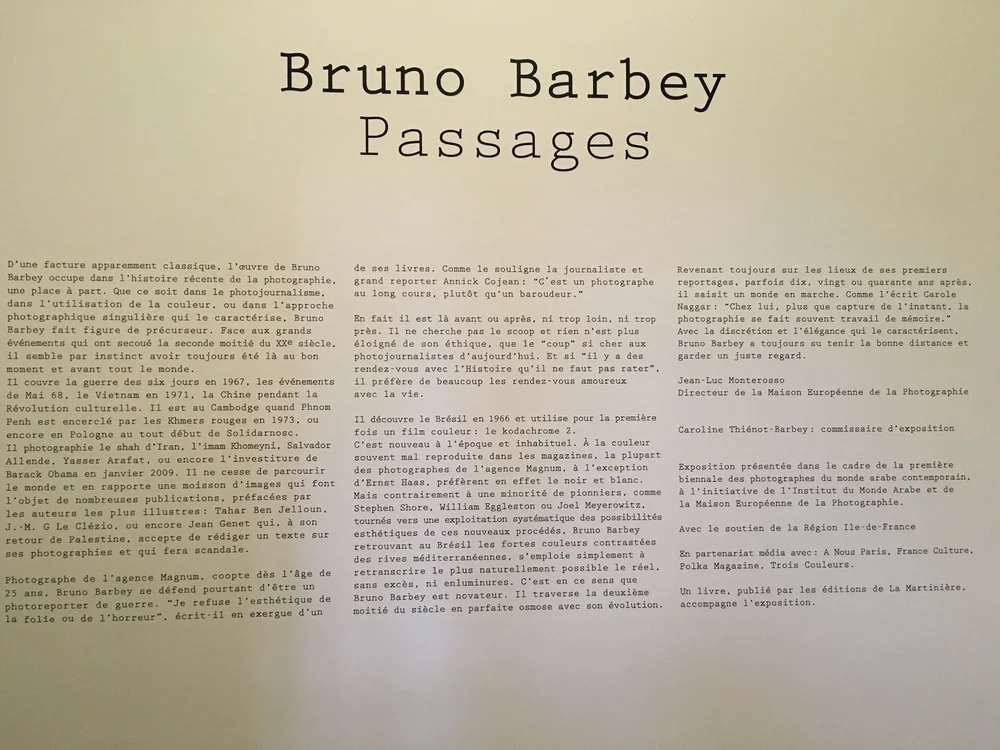 Bruno Barbey
Passages
D'une facture apparemment classique, l'œuvre de Bruno
Barbey occupe dans l'histoire récente de la photographie,
une place à part. Que ce soit dans le photojournalisme,
dans l'utilisation de la couleur, ou dans l'approche
photographique singulière qui le caractérise, Bruno
Barbey fait figure de précurseur. Face aux grands
événements qui ont secoué la seconde moitié du XXe siècle,
il semble par instinct avoir toujours été là au bon
moment et avant tout le monde.
Il couvre la guerre des six jours en 1967, les événements
de Mai 68, le Vietnam en 1971, la Chine pendant la
Révolution culturelle. Il est au Cambodge quand Phnom
Penh est encerclé par les Khmers rouges en 1973, ou
encore en Pologne au tout début de Solidarnosc.
Il photographie le shah d'Iran, l'imam Khomeyni, Salvador
Allende, Yasser Arafat, ou encore l'investiture de
Barack Obama en janvier 2009. Il ne cesse de parcourir
le monde et en rapporte une moisson d'images qui font
l'objet de nombreuses publications, préfacées par
les auteurs les plus illustres: Tahar Ben Jelloun,
J.-M. G Le Clézio, ou encore Jean Genet qui, à son
retour de Palestine, accepte de rédiger un texte sur
ses photographies et qui fera scandale.
Photographe de l'agence Magnum, coopte dès l'âge de
25 ans, Bruno Barbey se défend pourtant d'être un
photoreporter de guerre. "Je refuse l'esthétique de
la folie ou de l'horreur", écrit-il en exergue d'un
de ses livres. Comme le souligne la journaliste et
grand reporter Annick Cojean: "C'est un photographe
au long cours, plutôt qu'un baroudeur."
En fait il est là avant ou après, ni trop loin, ni trop
près. Il ne cherche pas le scoop et rien n'est plus
éloigné de son éthique, que le "coup" si cher aux
photojournalistes d'aujourd'hui. Et si "il y a des
rendez-vous avec l'Histoire qu'il ne faut pas rater",
il préfère de beaucoup les rendez-vous amoureux
avec la vie.
Il découvre le Brésil en 1966 et utilise pour la première
fois un film couleur: le kodachrome 2.
C'est nouveau à l'époque et inhabituel. À la couleur
souvent mal reproduite dans les magazines, la plupart
des photographes de l'agence Magnum, à l'exception
d'Ernst Haas, préfèrent en effet le noir et blanc.
Mais contrairement à une minorité de pionniers, comme
Stephen Shore, William Eggleston ou Joel Meyerowitz,
tournés vers une exploitation systématique des possibilités
esthétiques de ces nouveaux procédés, Bruno Barbey
retrouvant au Brésil les fortes couleurs contrastées
des rives méditerranéennes, s'emploie simplement à
retranscrire le plus naturellement possible le réel,
sans excès, ni enluminures. C'est en ce sens que
Bruno Barbey est novateur. Il traverse la deuxième
moitié du siècle en parfaite osmose avec son évolution.
Revenant toujours sur les lieux de ses premiers
reportages, parfois dix, vingt ou quarante ans après,
il saisit un monde en marche. Comme l'écrit Carole
Naggar: "Chez lui, plus que capture de l'instant, la
photographie se fait souvent travail de mémoire."
Avec la discrétion et l'élégance qui le caractérisent,
Bruno Barbey a toujours su tenir la bonne distance et
garder un juste regard.
Jean-Luc Monterosso
Directeur de la Maison Européenne de la Photographie
Caroline Thiénot-Barbey: commissaire d'exposition
Exposition présentée dans le cadre de la première
biennale des photographes du monde arabe contemporain,
à l'initiative de l'Institut du Monde Arabe et de
la Maison Européenne de la Photographie.
Avec le soutien de la Région Ile-de-France
En partenariat média avec: A Nous Paris, France Culture,
Polka Magazine, Trois Couleurs.
Un livre, publié par les éditions de La Martinière,
accompagne l'exposition.